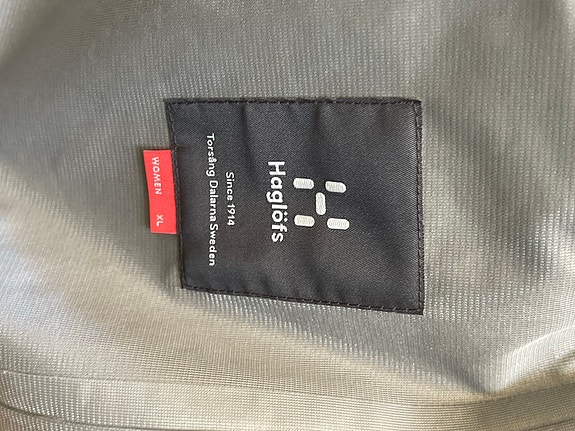 Haglöfs
Since 1914
Torsång Dalarna Sweden
WOMEN XL